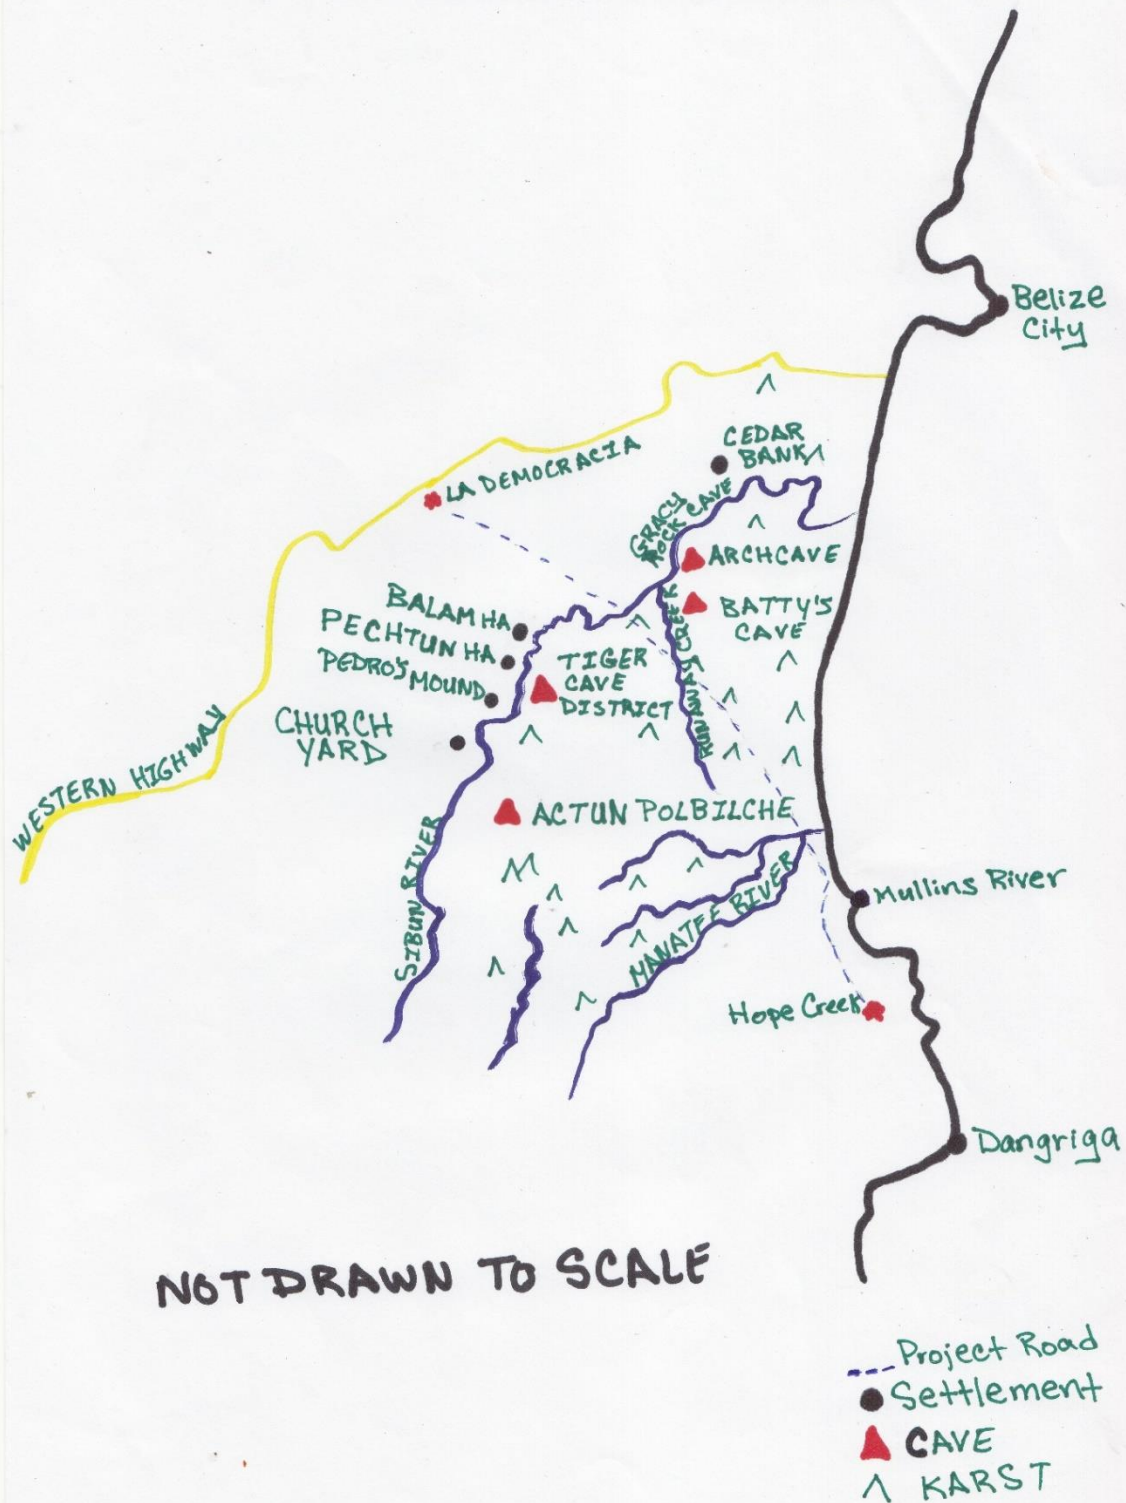 Belize
City
CEDAR
BANK
LA DEMOCRACIA
GRACY
ROCK CAVE
ARCHCAVE
BALAM HA
BATTY'S
CAVE
PECHTUN HA
PEDRO'S MOUND
TIGER
CAVE
DISTRICT
RUNAWAY CREEK
CHURCH
YARD
WESTERN HIGHWAY
ACTUN POLBILCHE
SIBUN RIVER
MANATEE RIVER
Mullins River
Hope Creek
Dangriga
NOT DRAWN TO SCALE
Project Road
Settlement
CAVE
KARST